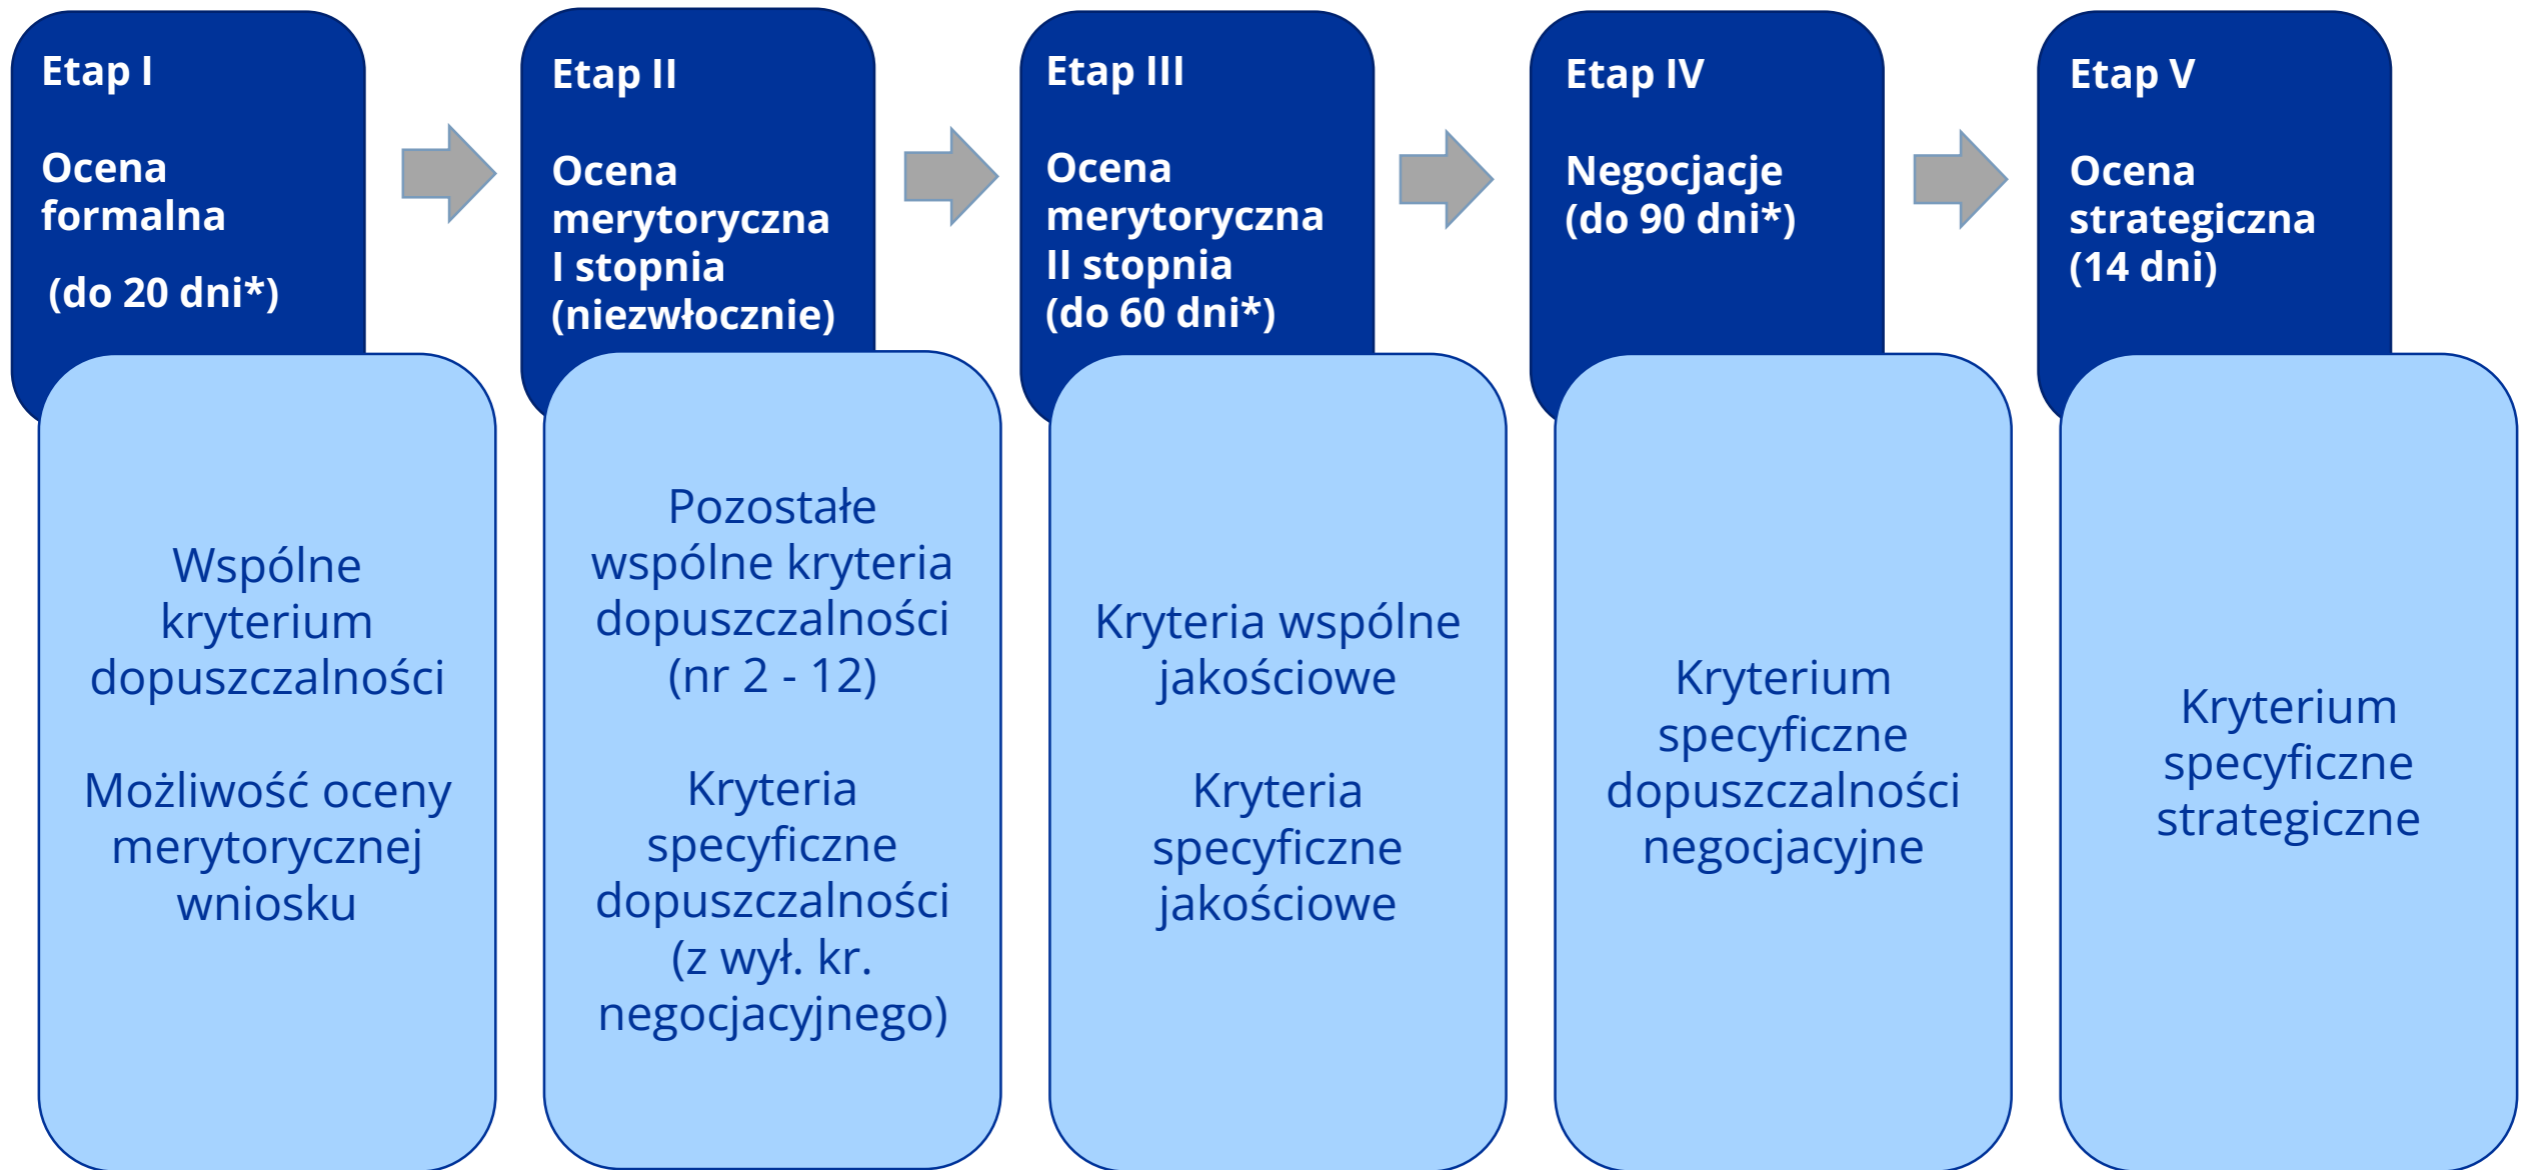 Etap I
Ocena
formalna
(do 20 dni*)
Wspólne
kryterium
dopuszczalności
Możliwość oceny
merytorycznej
wniosku
Etap II
Ocena
merytoryczna
I stopnia
(niezwłocznie)
Pozostałe
wspólne kryteria
dopuszczalności
(nr 2 - 12)
Kryteria
specyficzne
dopuszczalności
(z wył. kr.
negocjacyjnego)
Etap III
Ocena
merytoryczna
II stopnia
(do 60 dni*)
Kryteria wspólne
jakościowe
Kryteria
specyficzne
jakościowe
Etap IV
Negocjacje
(do 90 dni*)
Kryterium
specyficzne
dopuszczalności
negocjacyjne
Etap V
Ocena
strategiczna
(14 dni)
Kryterium
specyficzne
strategiczne